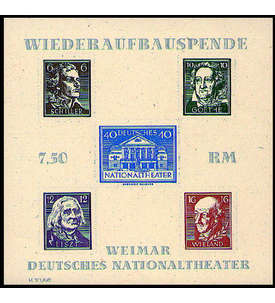 WIEDERAUFBAUSPENDE
6 6
SCHILLER
10 10
GOETHE
40 DEUTSCHES 40
NATIONALTHEATER
7,50 RM
12 12
LISZT
16 16
WIELAND
WEIMAR
DEUTSCHES NATIONALTHEATER